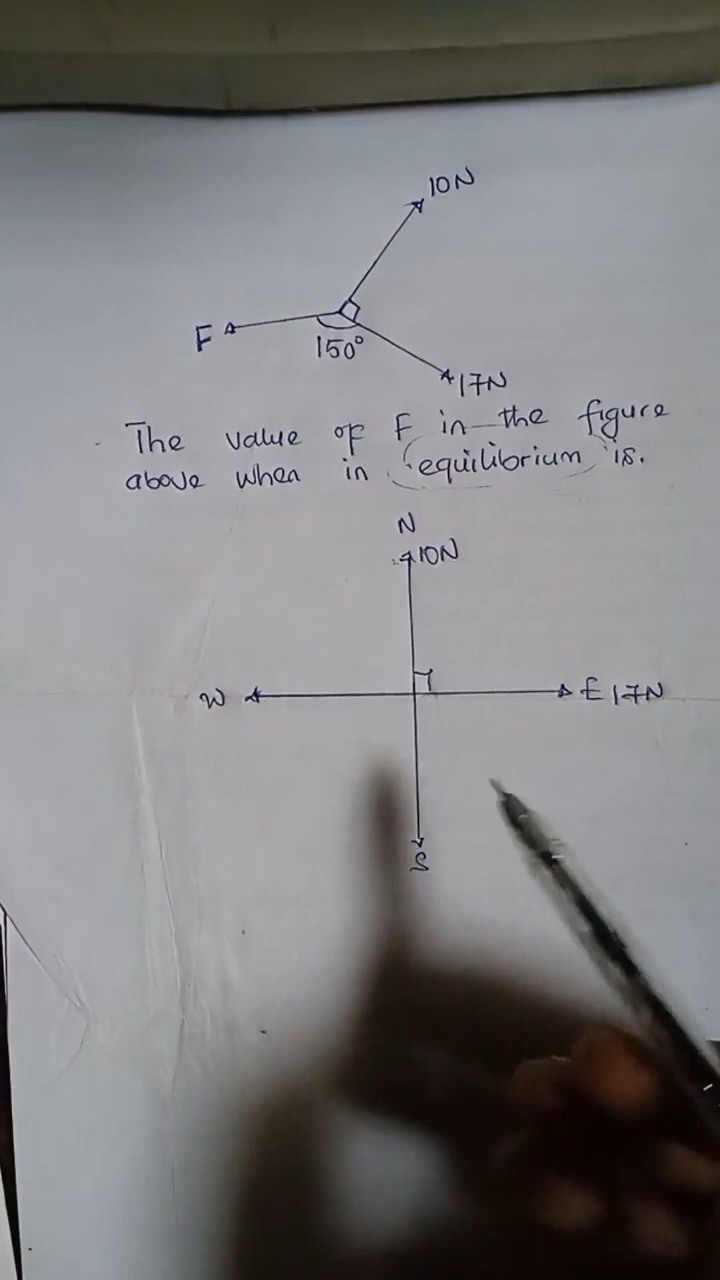 10N
F
150°
17N
The value of F in the figure
above when in equilibrium is.
N
10N
W
E 17N
S